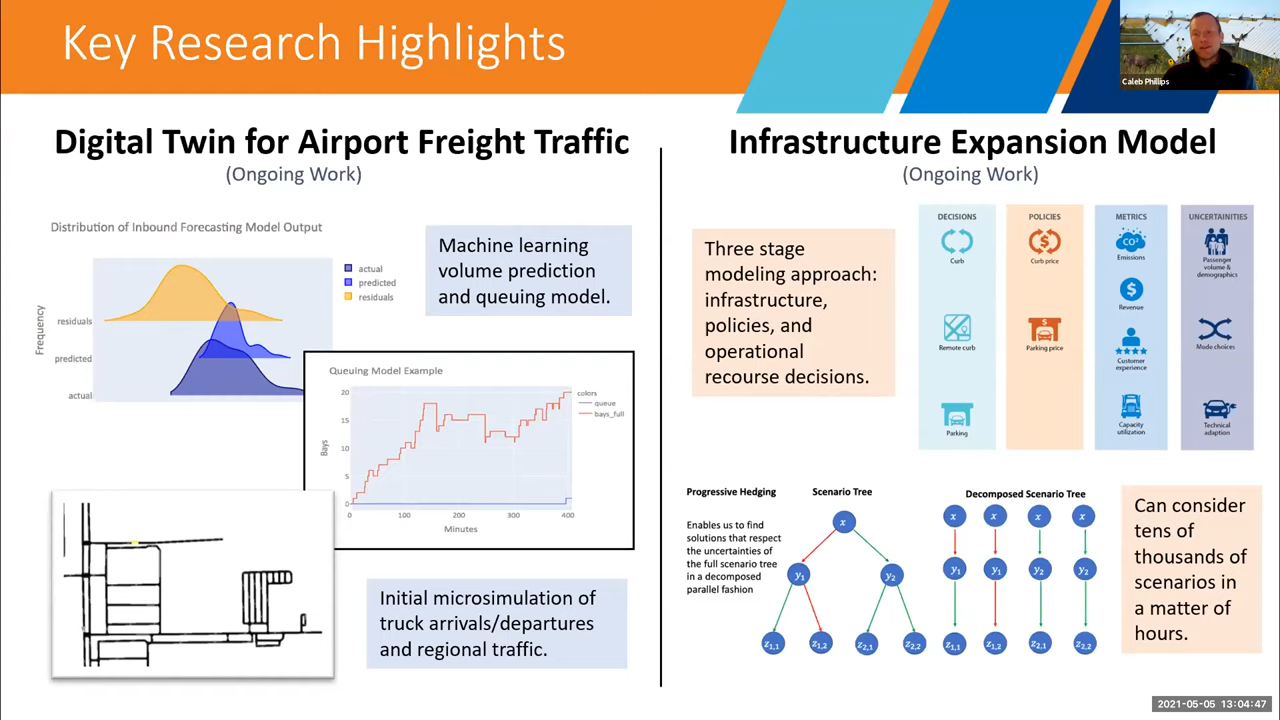 Key Research Highlights
Caleb Phillips
Digital Twin for Airport Freight Traffic
(Ongoing Work)
Distribution of Inbound Forecasting Model Output
actual
predicted
residuals
Frequency
residuals
predicted
actual
Machine learning
volume prediction
and queuing model.
Queuing Model Example
colors
queue
bays_full
Bays
20
15
10
5
0
0 100 200 300 400
Minutes
Initial microsimulation of
truck arrivals/departures
and regional traffic.
Infrastructure Expansion Model
(Ongoing Work)
Three stage
modeling approach:
infrastructure,
policies, and
operational
recourse decisions.
DECISIONS
Curb
Remote curb
Parking
POLICIES
$
Curb price
$
Parking price
METRICS
CO2
Emissions
$
Revenue
Customer
experience
Capacity
utilization
UNCERTAINITIES
Passenger
volume &
demographics
Mode choices
Technical
adaption
Progressive Hedging
Enables us to find
solutions that respect
the uncertainties of
the full scenario tree
in a decomposed
parallel fashion
Scenario Tree
x
y1 y2
z1,1 z1,2 z2,1 z2,2
Decomposed Scenario Tree
x x x x
y1 y1 y2 y2
z1,1 z1,2 z2,1 z2,2
Can consider
tens of
thousands of
scenarios in
a matter of
hours.
2021-05-05 13:04:47